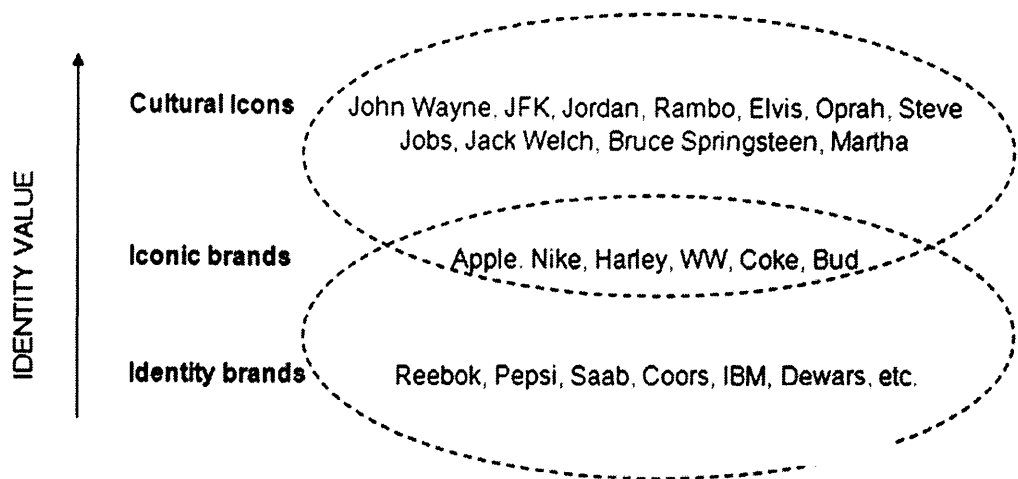 IDENTITY VALUE
Cultural Icons
John Wayne, JFK, Jordan, Rambo, Elvis, Oprah, Steve
Jobs, Jack Welch, Bruce Springsteen, Martha
Iconic brands
Apple. Nike, Harley, WW, Coke, Bud
Identity brands
Reebok, Pepsi, Saab, Coors, IBM, Dewars, etc.